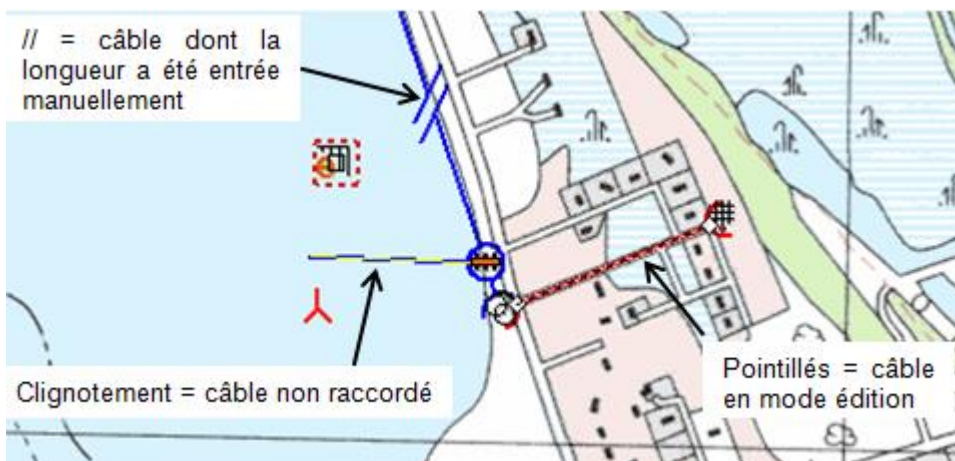 // = câble dont la
longueur a été entrée
manuellement
Clignotement = câble non raccordé
Pointillés = câble
en mode édition